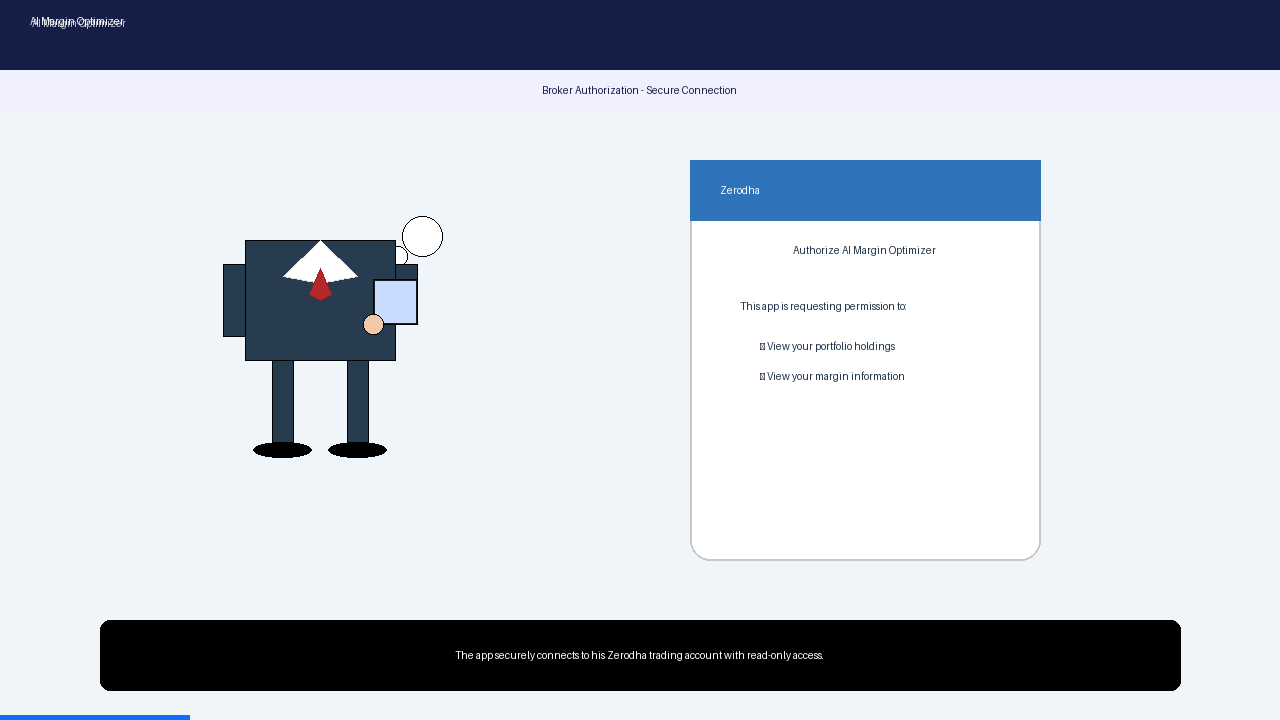 AI Margin Optimizer
Broker Authorization - Secure Connection
Zerodha
Authorize AI Margin Optimizer
This app is requesting permission to:
View your portfolio holdings
View your margin information
The app securely connects to his Zerodha trading account with read-only access.